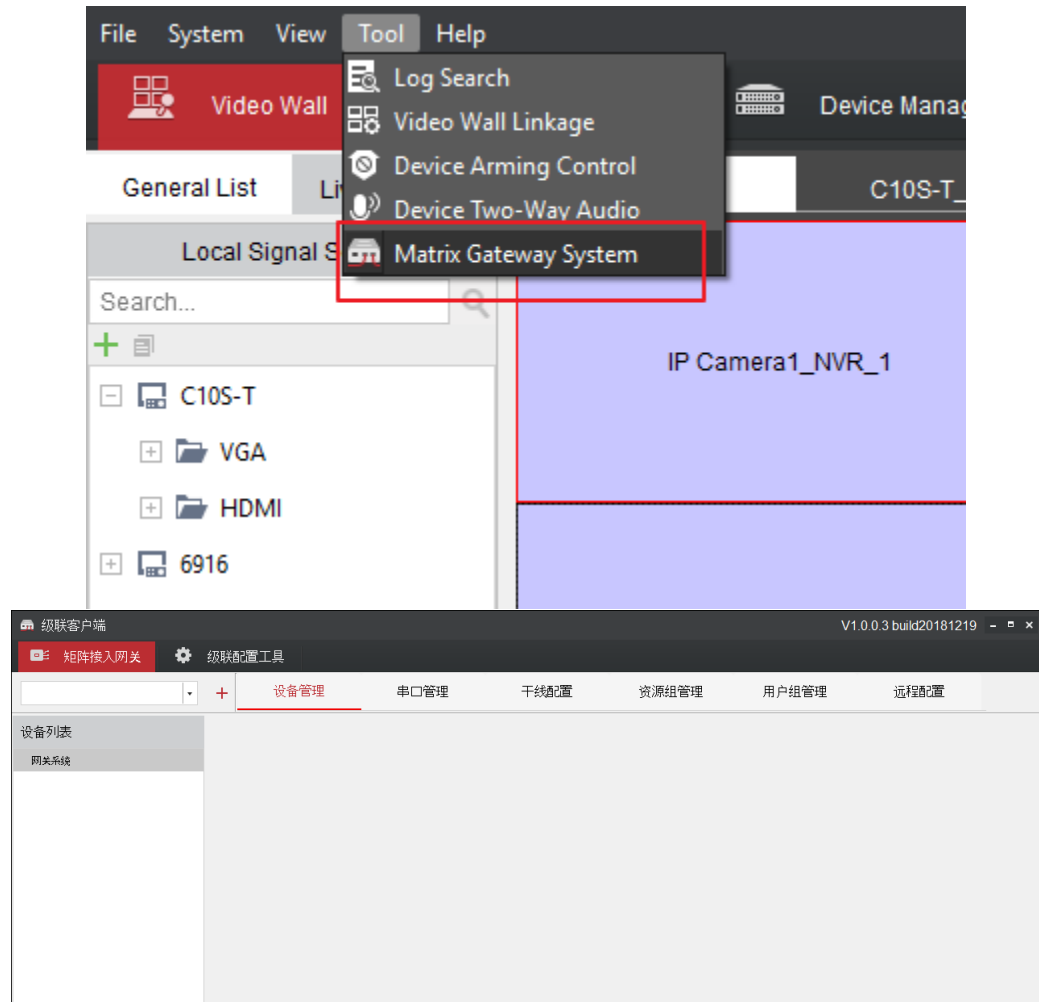 File System View Tool Help
Video Wall
Log Search
Device Manag
Video Wall Linkage
Device Arming Control
General List
Li
C10S-T_
Device Two-Way Audio
Local Signal S
Matrix Gateway System
Search...
IP Camera1_NVR_1
C10S-T
VGA
HDMI
6916
级联客户端 V1.0.0.3 build20181219
矩阵接入网关 级联配置工具
设备管理 串口管理 干线配置 资源组管理 用户组管理 远程配置
设备列表
网关系统